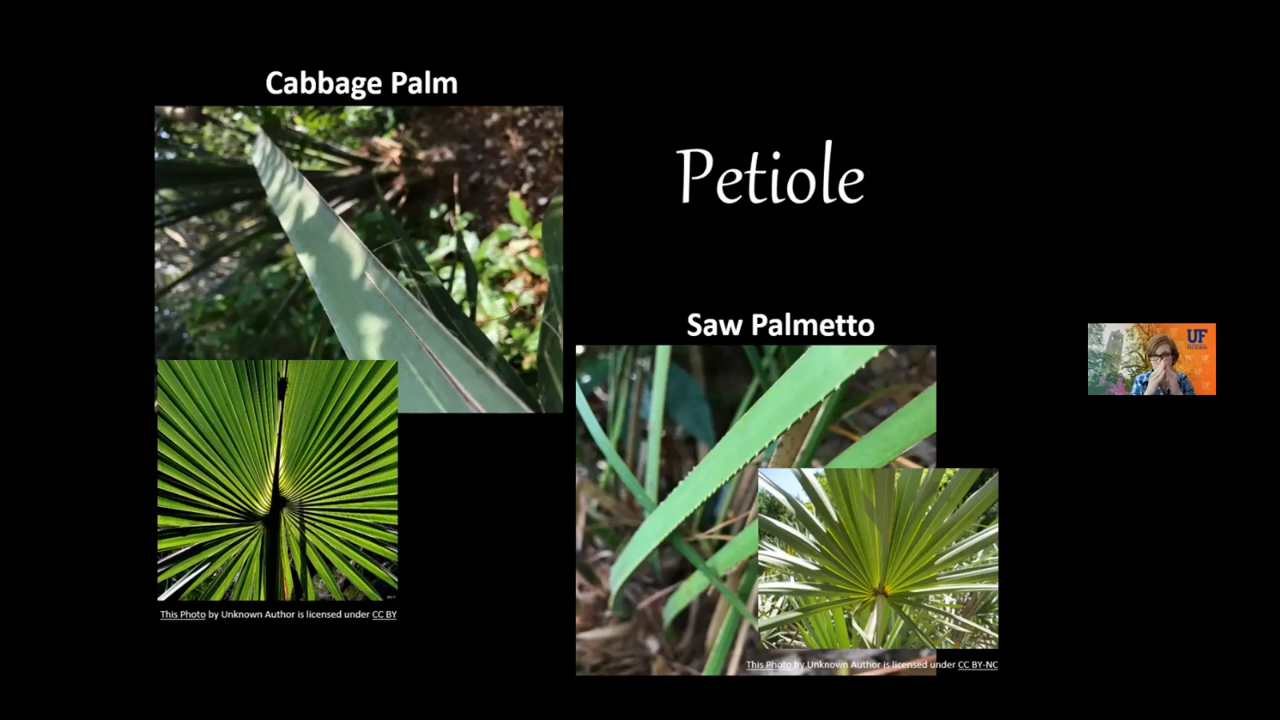 Cabbage Palm
Petiole
Saw Palmetto
UF
This Photo by Unknown Author is licensed under CC BY
This Photo by Unknown Author is licensed under CC BY-NC